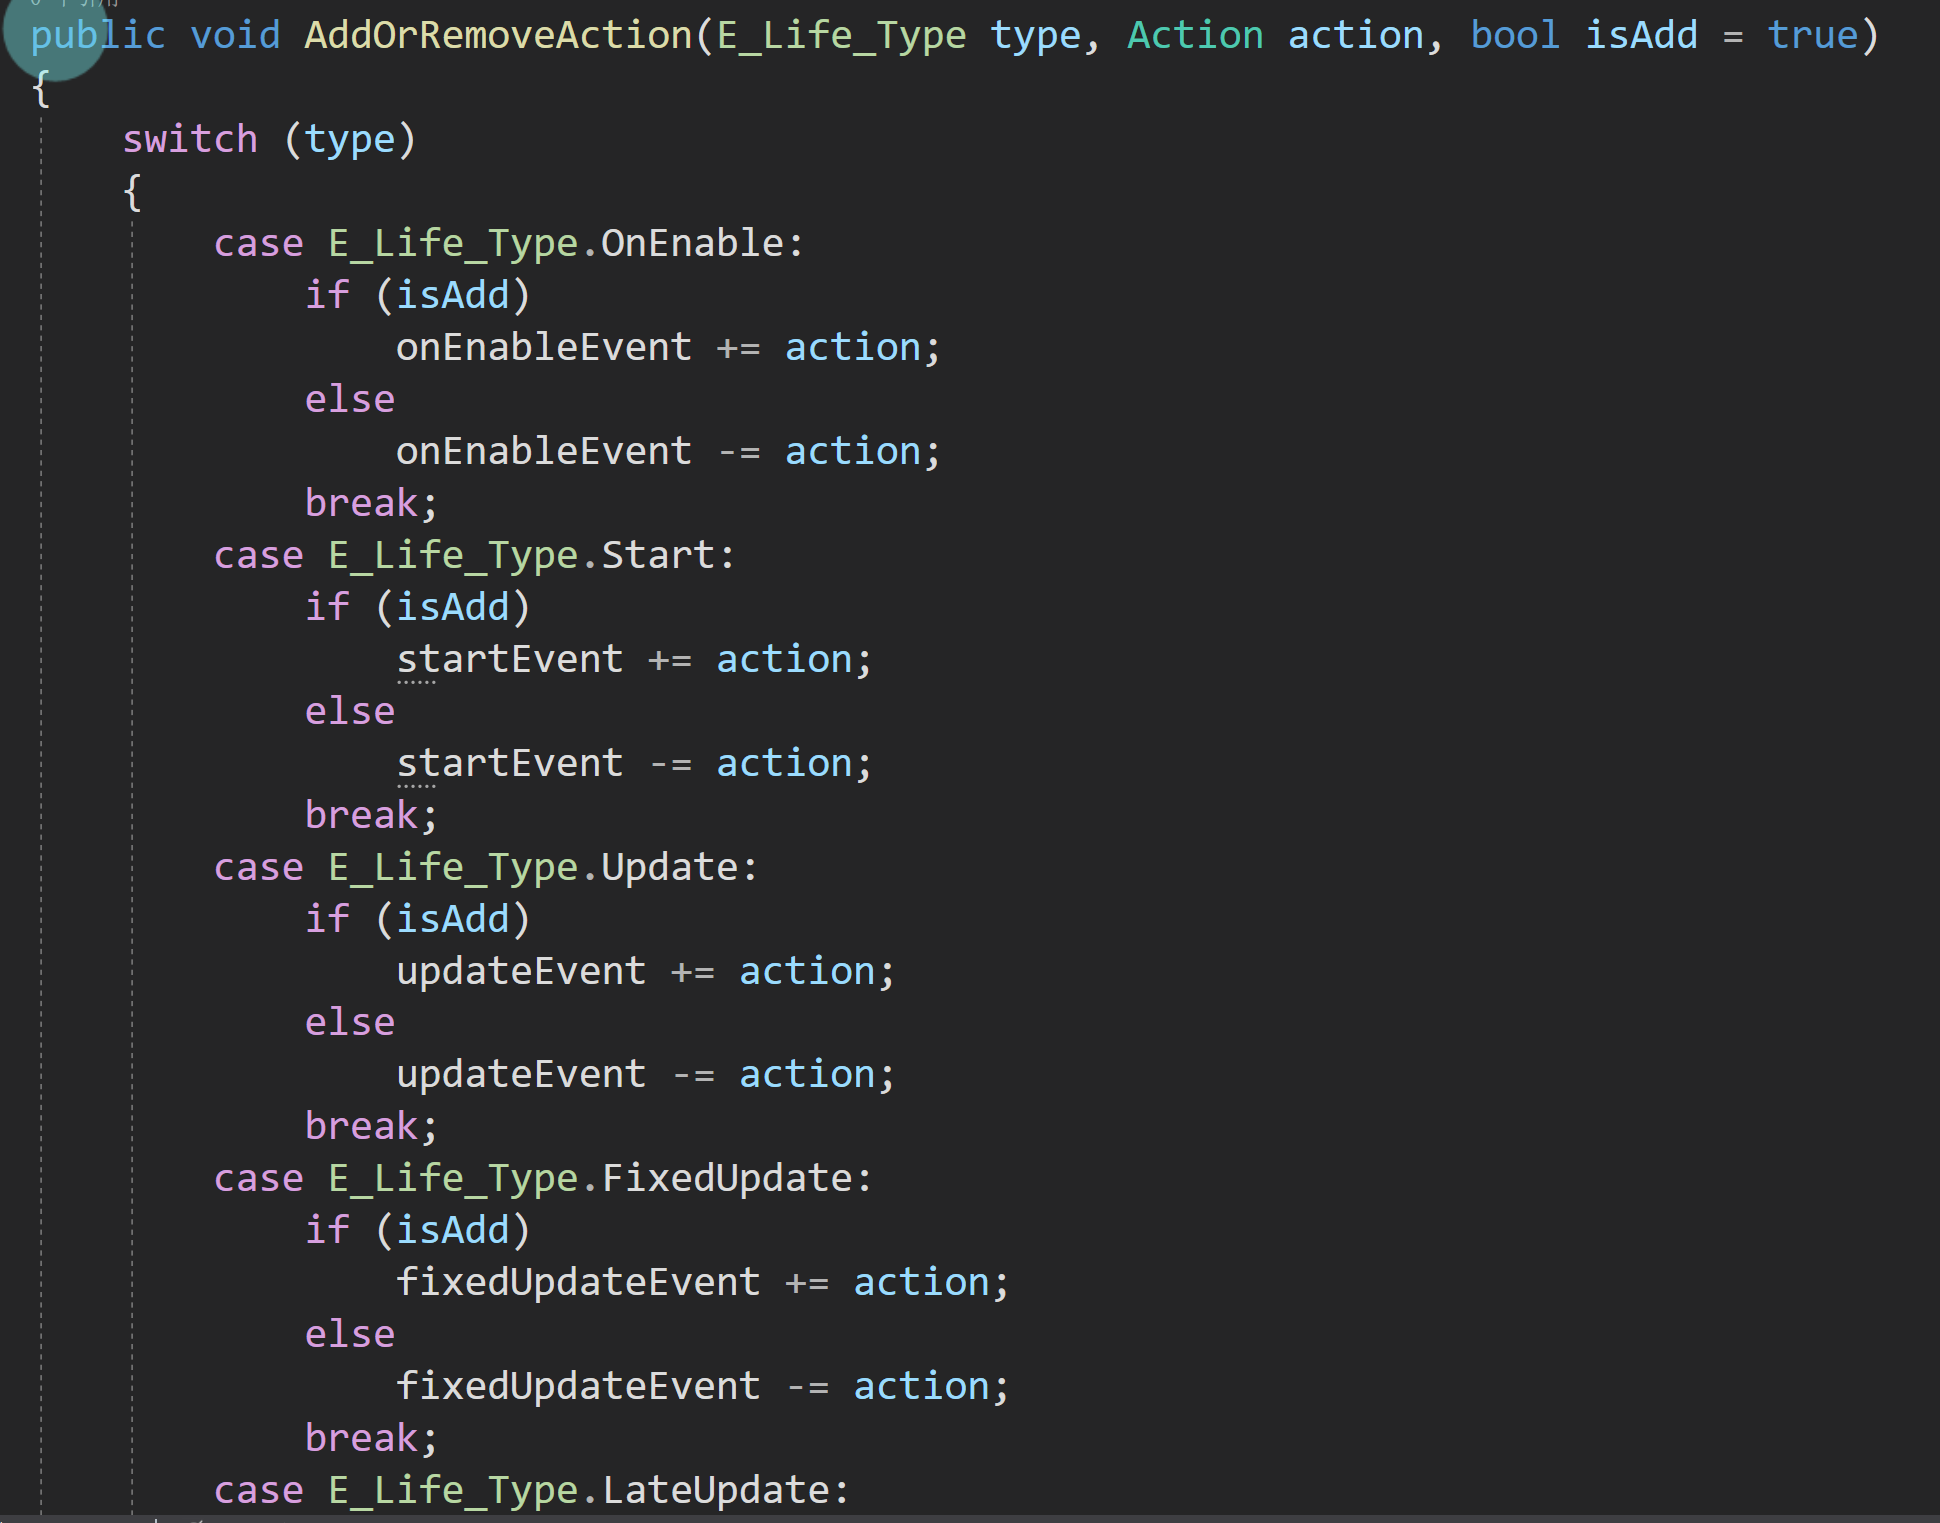 public void AddOrRemoveAction(E_Life_Type type, Action action, bool isAdd = true)
{
switch (type)
{
case E_Life_Type.OnEnable:
if (isAdd)
onEnableEvent += action;
else
onEnableEvent -= action;
break;
case E_Life_Type.Start:
if (isAdd)
startEvent += action;
else
startEvent -= action;
break;
case E_Life_Type.Update:
if (isAdd)
updateEvent += action;
else
updateEvent -= action;
break;
case E_Life_Type.FixedUpdate:
if (isAdd)
fixedUpdateEvent += action;
else
fixedUpdateEvent -= action;
break;
case E_Life_Type.LateUpdate: